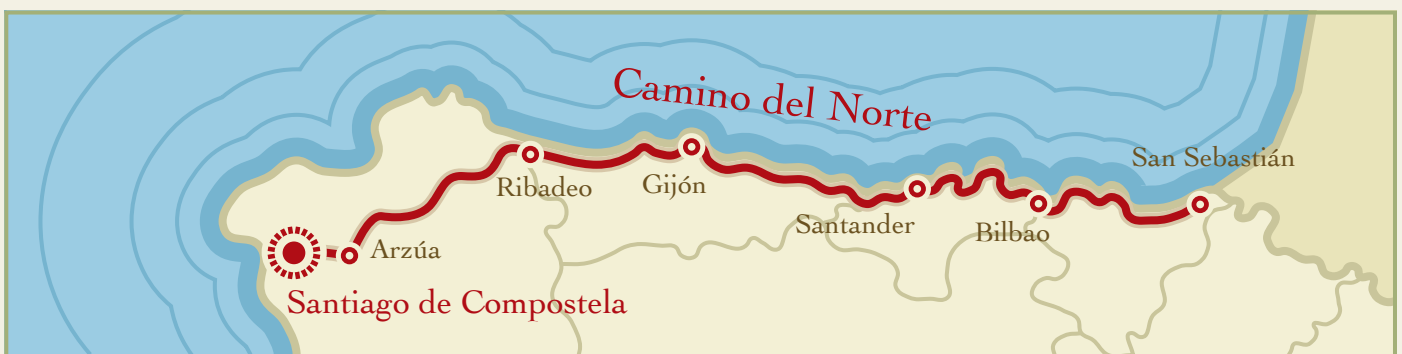 Camino del Norte
San Sebastián
Ribadeo
Gijón
Santander
Bilbao
Arzúa
Santiago de Compostela